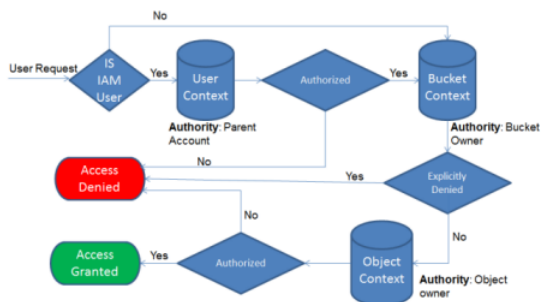 No
User Request
IS
IAM
User
Yes
User
Context
Authorized
Yes
Bucket
Context
Authority: Parent
Account
Authority: Bucket
Owner
No
Access
Denied
Yes
Explicitly
Denied
No
No
Access
Granted
Yes
Authorized
Object
Context
Authority: Object
owner